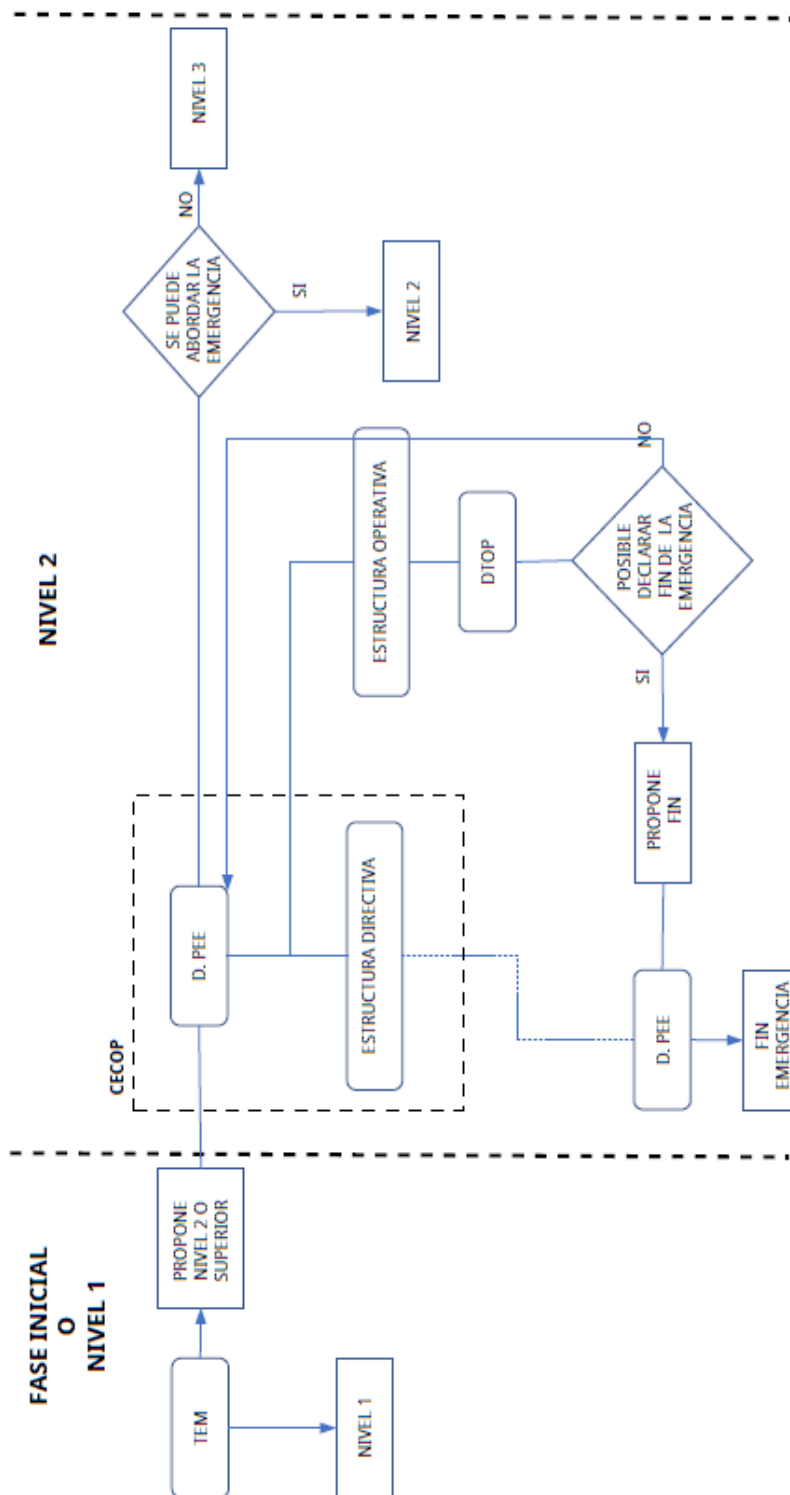 FASE INICIAL
O
NIVEL 1
NIVEL 2
TEM
PROPONE
NIVEL 2 O
SUPERIOR
NIVEL 1
CECOP
D. PEE
ESTRUCTURA DIRECTIVA
SE PUEDE
ABORDAR LA
EMERGENCIA
NO
NIVEL 3
SI
NIVEL 2
ESTRUCTURA OPERATIVA
DTOP
POSIBLE
DECLARAR
FIN DE LA
EMERGENCIA
NO
SI
PROPONE
FIN
D. PEE
FIN
EMERGENCIA